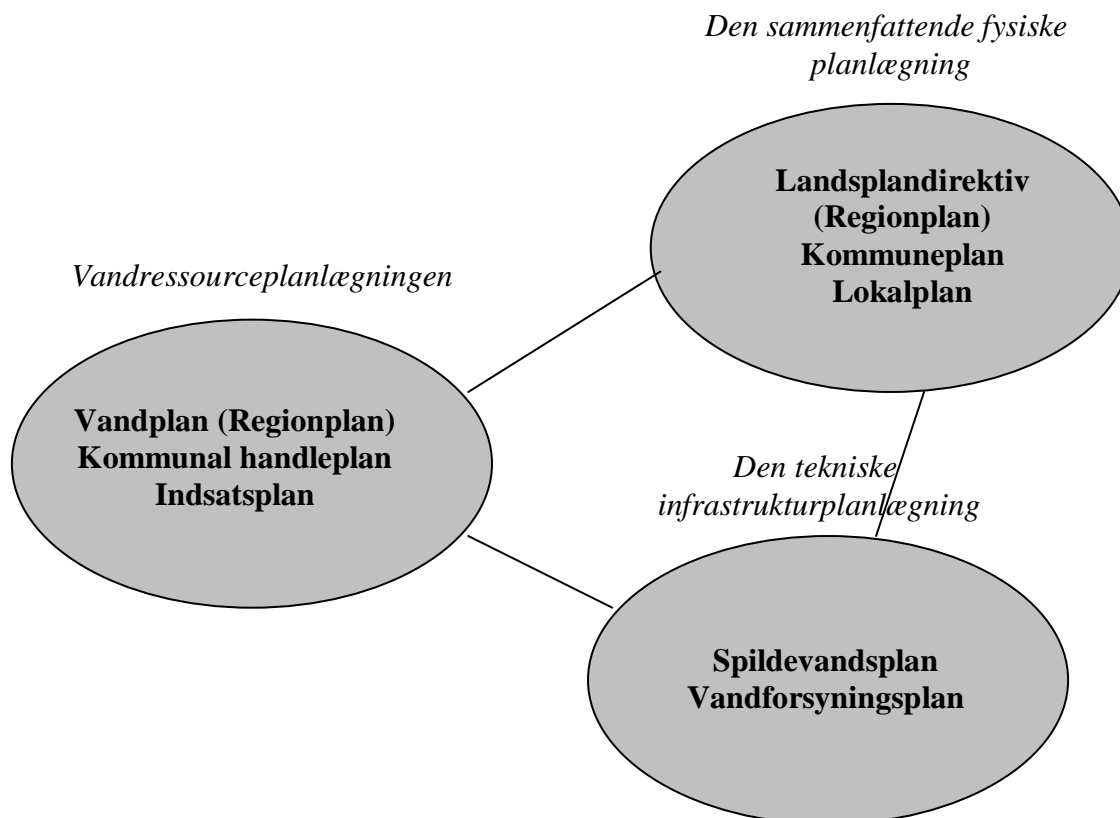 Den sammenfattende fysiske
planlægning
Landsplandirektiv
(Regionplan)
Kommuneplan
Lokalplan
Vandressourceplanlægningen
Vandplan (Regionplan)
Kommunal handleplan
Indsatsplan
Den tekniske
infrastrukturplanlægning
Spildevandsplan
Vandforsyningsplan